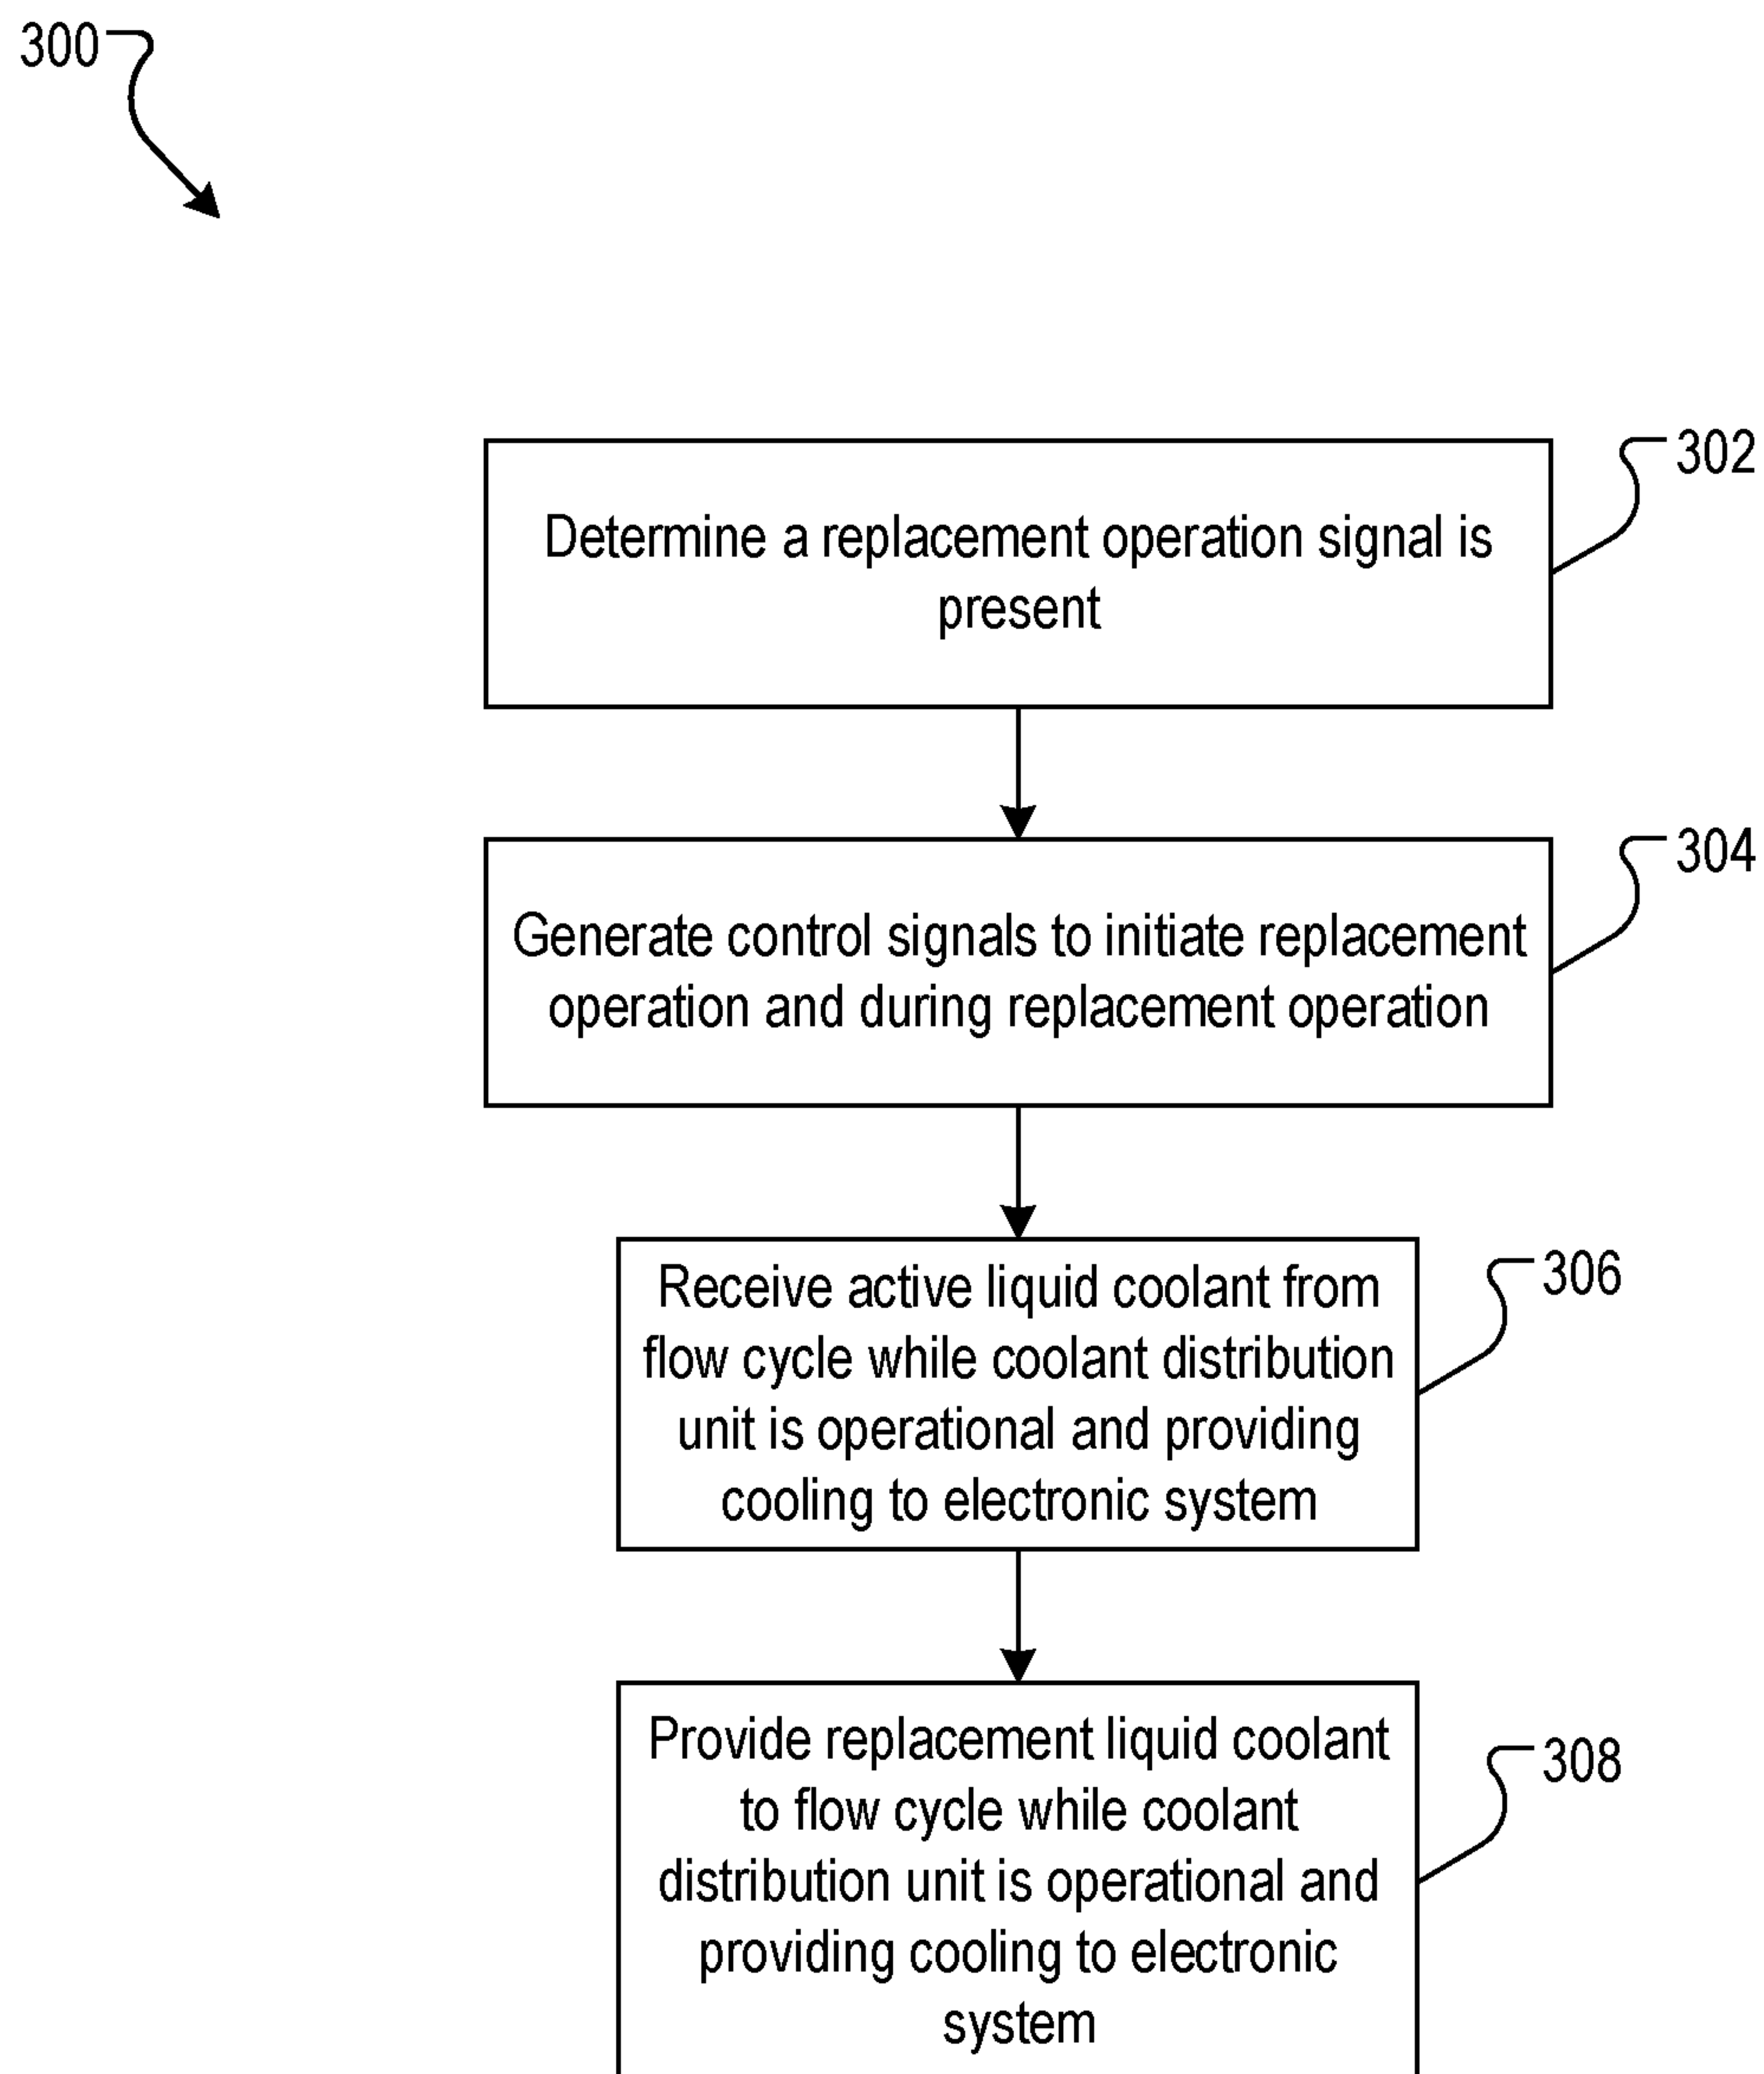 300
302
Determine a replacement operation signal is
present
304
Generate control signals to initiate replacement
operation and during replacement operation
306
Receive active liquid coolant from
flow cycle while coolant distribution
unit is operational and providing
cooling to electronic system
308
Provide replacement liquid coolant
to flow cycle while coolant
distribution unit is operational and
providing cooling to electronic
system